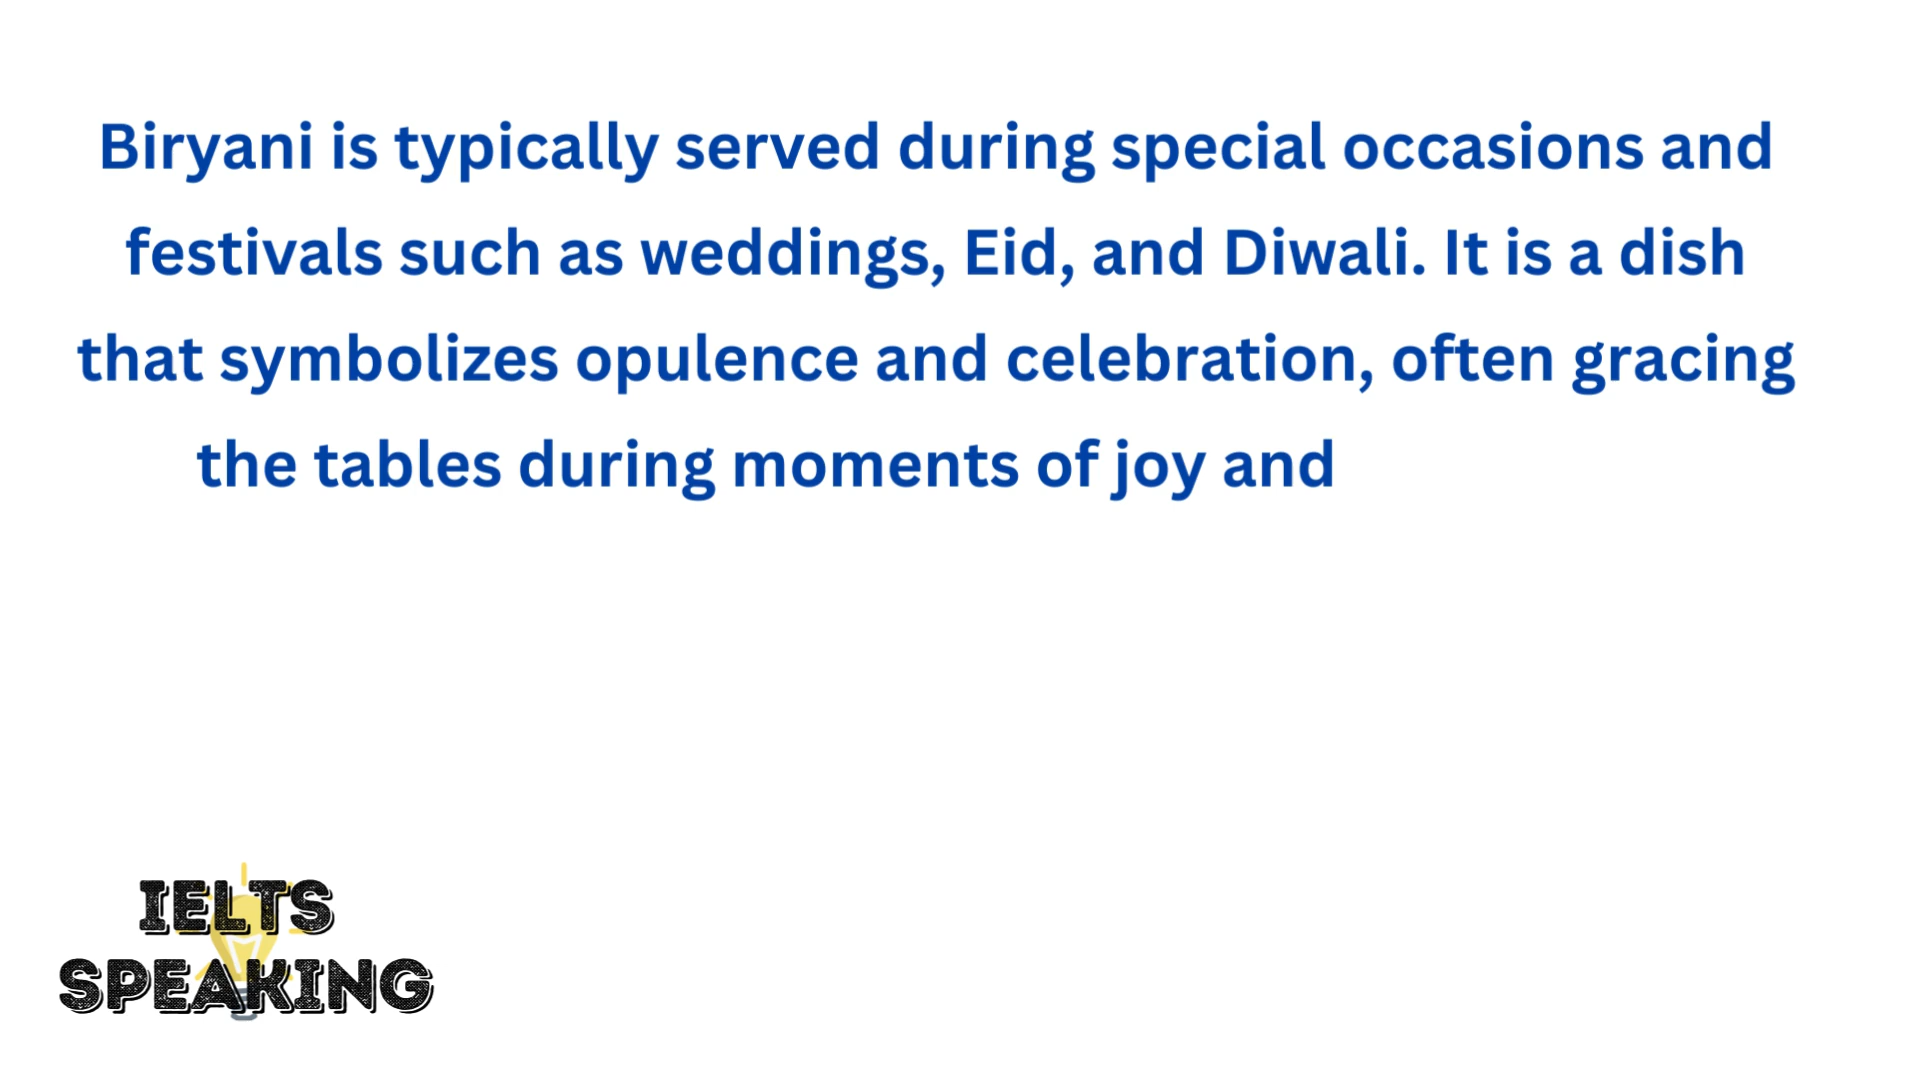 Biryani is typically served during special occasions and
festivals such as weddings, Eid, and Diwali. It is a dish
that symbolizes opulence and celebration, often gracing
the tables during moments of joy and
IELTS
SPEAKING